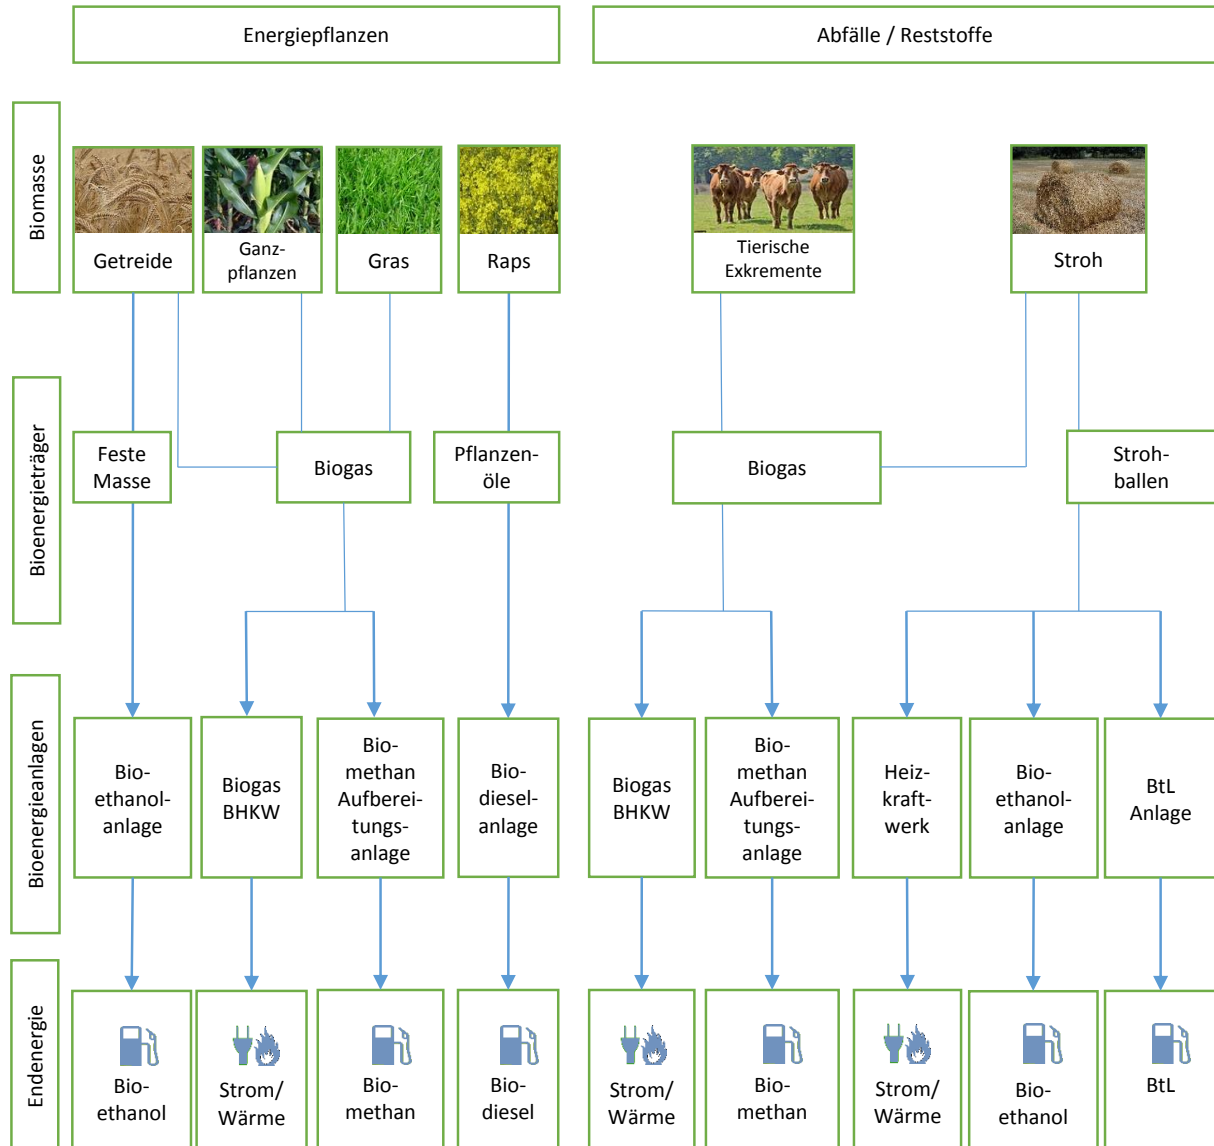 Energiepflanzen
Abfälle / Reststoffe
Biomasse
Getreide
Ganz-
pflanzen
Gras
Raps
Tierische
Exkremente
Stroh
Bioenergieträger
Feste
Masse
Biogas
Pflanzen-
öle
Biogas
Stroh-
ballen
Bioenergieanlagen
Bio-
ethanol-
anlage
Biogas
BHKW
Bio-
methan
Aufberei-
tungs-
anlage
Bio-
diesel-
anlage
Biogas
BHKW
Bio-
methan
Aufberei-
tungs-
anlage
Heiz-
kraft-
werk
Bio-
ethanol-
anlage
BtL
Anlage
Endenergie
Bio-
ethanol
Strom/
Wärme
Bio-
methan
Bio-
diesel
Strom/
Wärme
Bio-
methan
Strom/
Wärme
Bio-
ethanol
BtL